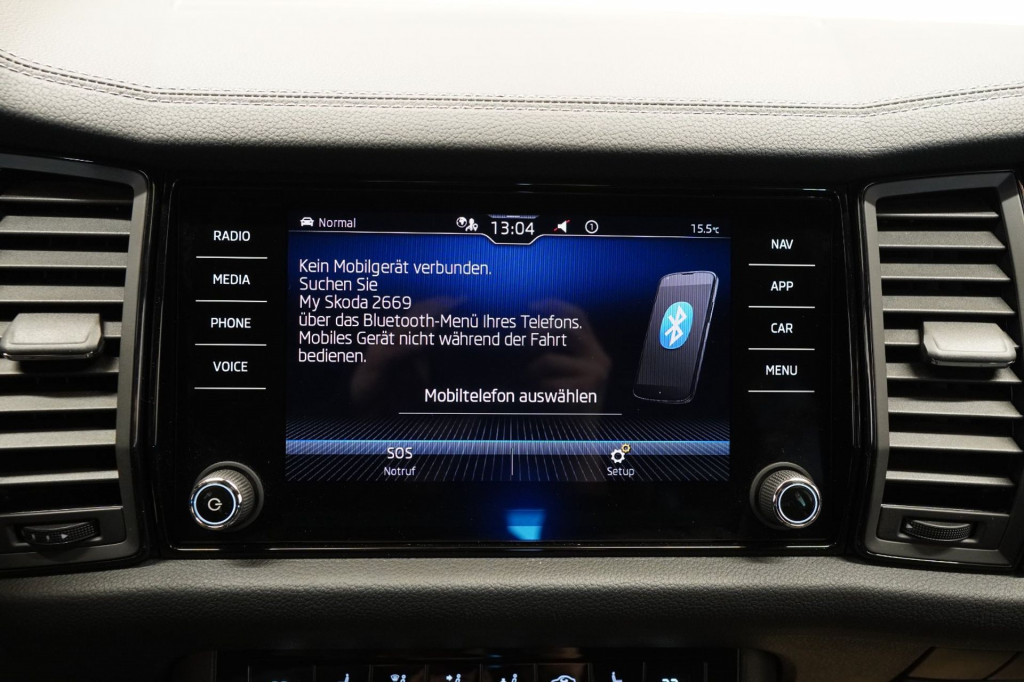 Normal
13:04
1
15.5°C
RADIO
MEDIA
PHONE
VOICE
Kein Mobilgerät verbunden.
Suchen Sie
My Skoda 2669
über das Bluetooth-Menü Ihres Telefons.
Mobiles Gerät nicht während der Fahrt
bedienen.
Mobiltelefon auswählen
SOS
Notruf
Setup
NAV
APP
CAR
MENU